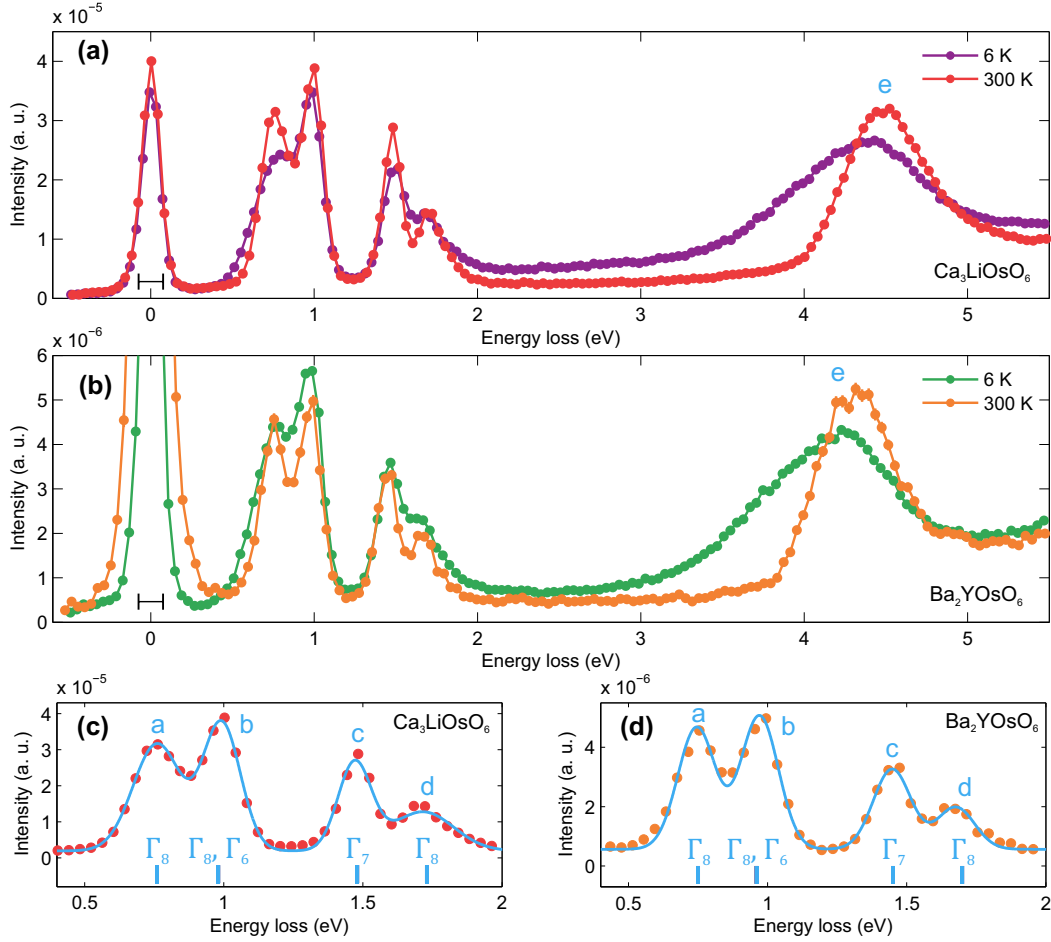 x 10⁻⁵
(a)
6 K
300 K
e
Intensity (a. u.)
4
3
2
1
0
Ca₃LiOsO₆
0 1 2 3 4 5
Energy loss (eV)
x 10⁻⁶
(b)
6 K
300 K
e
Intensity (a. u.)
6
5
4
3
2
1
0
Ba₂YOsO₆
0 1 2 3 4 5
Energy loss (eV)
x 10⁻⁵
(c)
Ca₃LiOsO₆
a b c d
Intensity (a. u.)
4
3
2
1
0
Γ₈ Γ₈, Γ₆ Γ₇ Γ₈
0.5 1 1.5 2
Energy loss (eV)
x 10⁻⁶
(d)
Ba₂YOsO₆
a b c d
Intensity (a. u.)
4
2
0
Γ₈ Γ₈, Γ₆ Γ₇ Γ₈
0.5 1 1.5 2
Energy loss (eV)